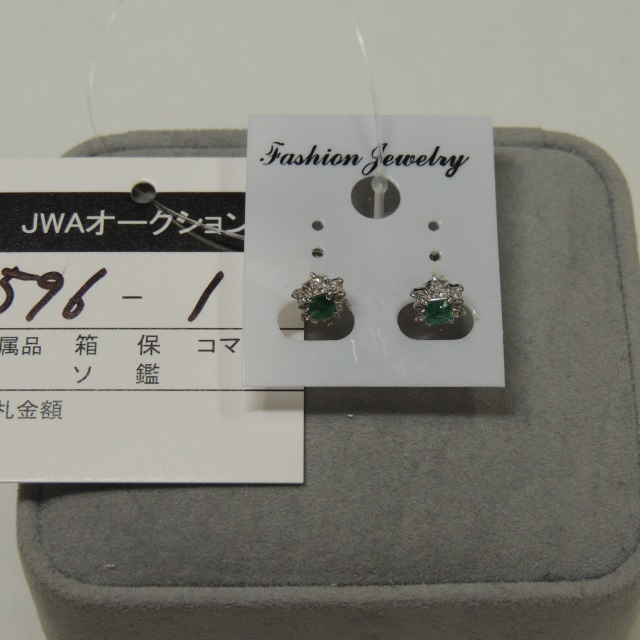 Fashion Jewelry
JWAオークション
596 - 1
属品 箱 保 コマ
ソ 鑑
札金額